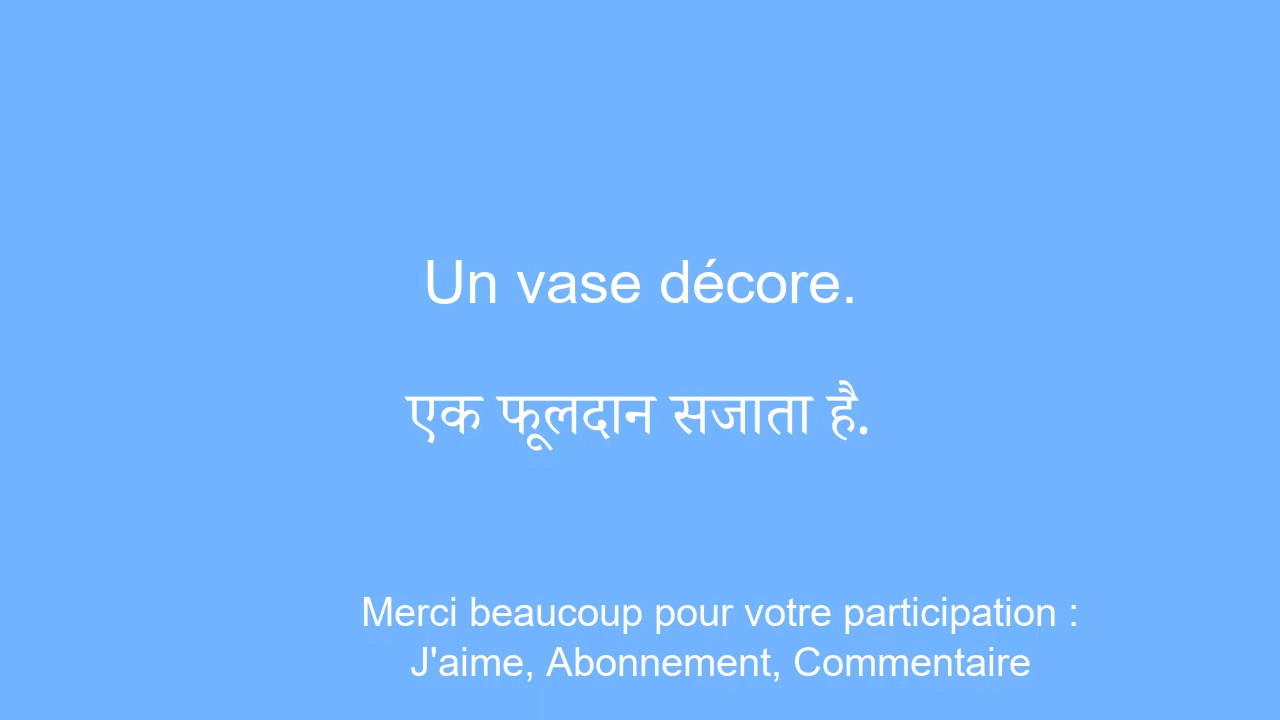 Un vase décore.
एक फूलदान सजाता है.
Merci beaucoup pour votre participation :
J'aime, Abonnement, Commentaire